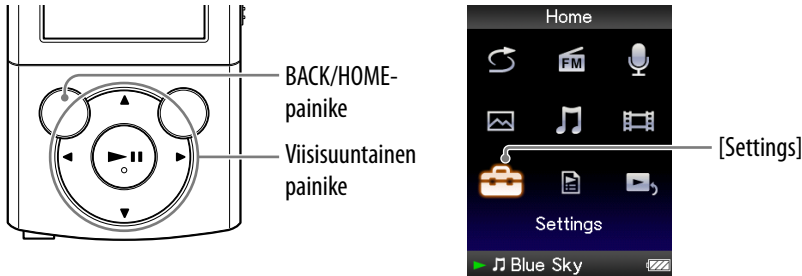 BACK/HOME-
painike
Viisisuuntainen
painike
Home
FM
[Settings]
Settings
Blue Sky